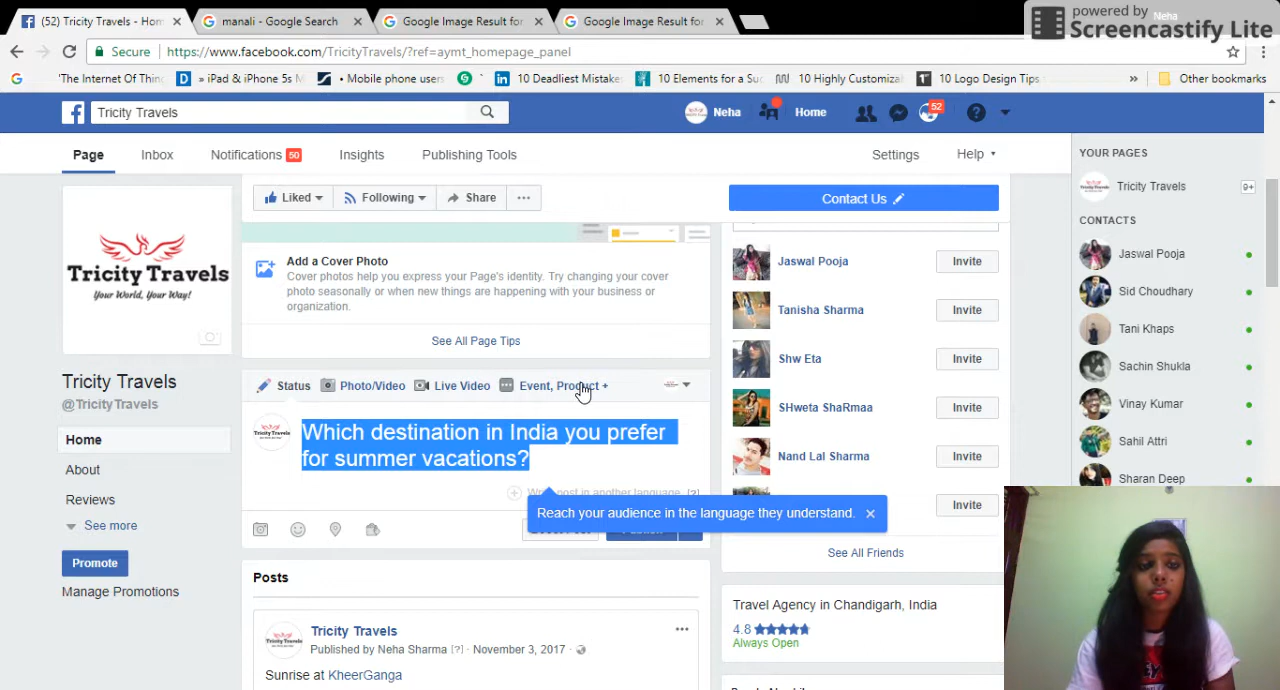 powered by
Neha
Screencastify Lite
(52) Tricity Travels - Hom
manali - Google Search
Google Image Result for
Google Image Result for
Secure
https://www.facebook.com/TricityTravels/?ref=aymt_homepage_panel
'The Internet Of Thin
» iPad & iPhone 5s M
• Mobile phone users
10 Deadliest Mistake
10 Elements for a Suc
10 Highly Customiza
10 Logo Design Tips
»
Other bookmarks
Tricity Travels
Neha
Home
52
Page
Inbox
Notifications 50
Insights
Publishing Tools
Settings
Help
YOUR PAGES
Tricity Travels
9+
CONTACTS
Jaswal Pooja
Sid Choudhary
Tani Khaps
Sachin Shukla
Vinay Kumar
Sahil Attri
Sharan Deep
Tricity Travels
Your World, Your Way!
Tricity Travels
@TricityTravels
Home
About
Reviews
See more
Promote
Manage Promotions
Liked
Following
Share
...
Contact Us
Add a Cover Photo
Cover photos help you express your Page's identity. Try changing your cover
photo seasonally or when new things are happening with your business or
organization.
See All Page Tips
Status
Photo/Video
Live Video
Event, Product +
Which destination in India you prefer
for summer vacations?
post in another language [?]
Reach your audience in the language they understand.
Posts
Tricity Travels
Published by Neha Sharma [?] · November 3, 2017 ·
Sunrise at KheerGanga
Jaswal Pooja
Invite
Tanisha Sharma
Invite
Shw Eta
Invite
SHweta ShaRmaa
Invite
Nand Lal Sharma
Invite
Invite
See All Friends
Travel Agency in Chandigarh, India
4.8
Always Open